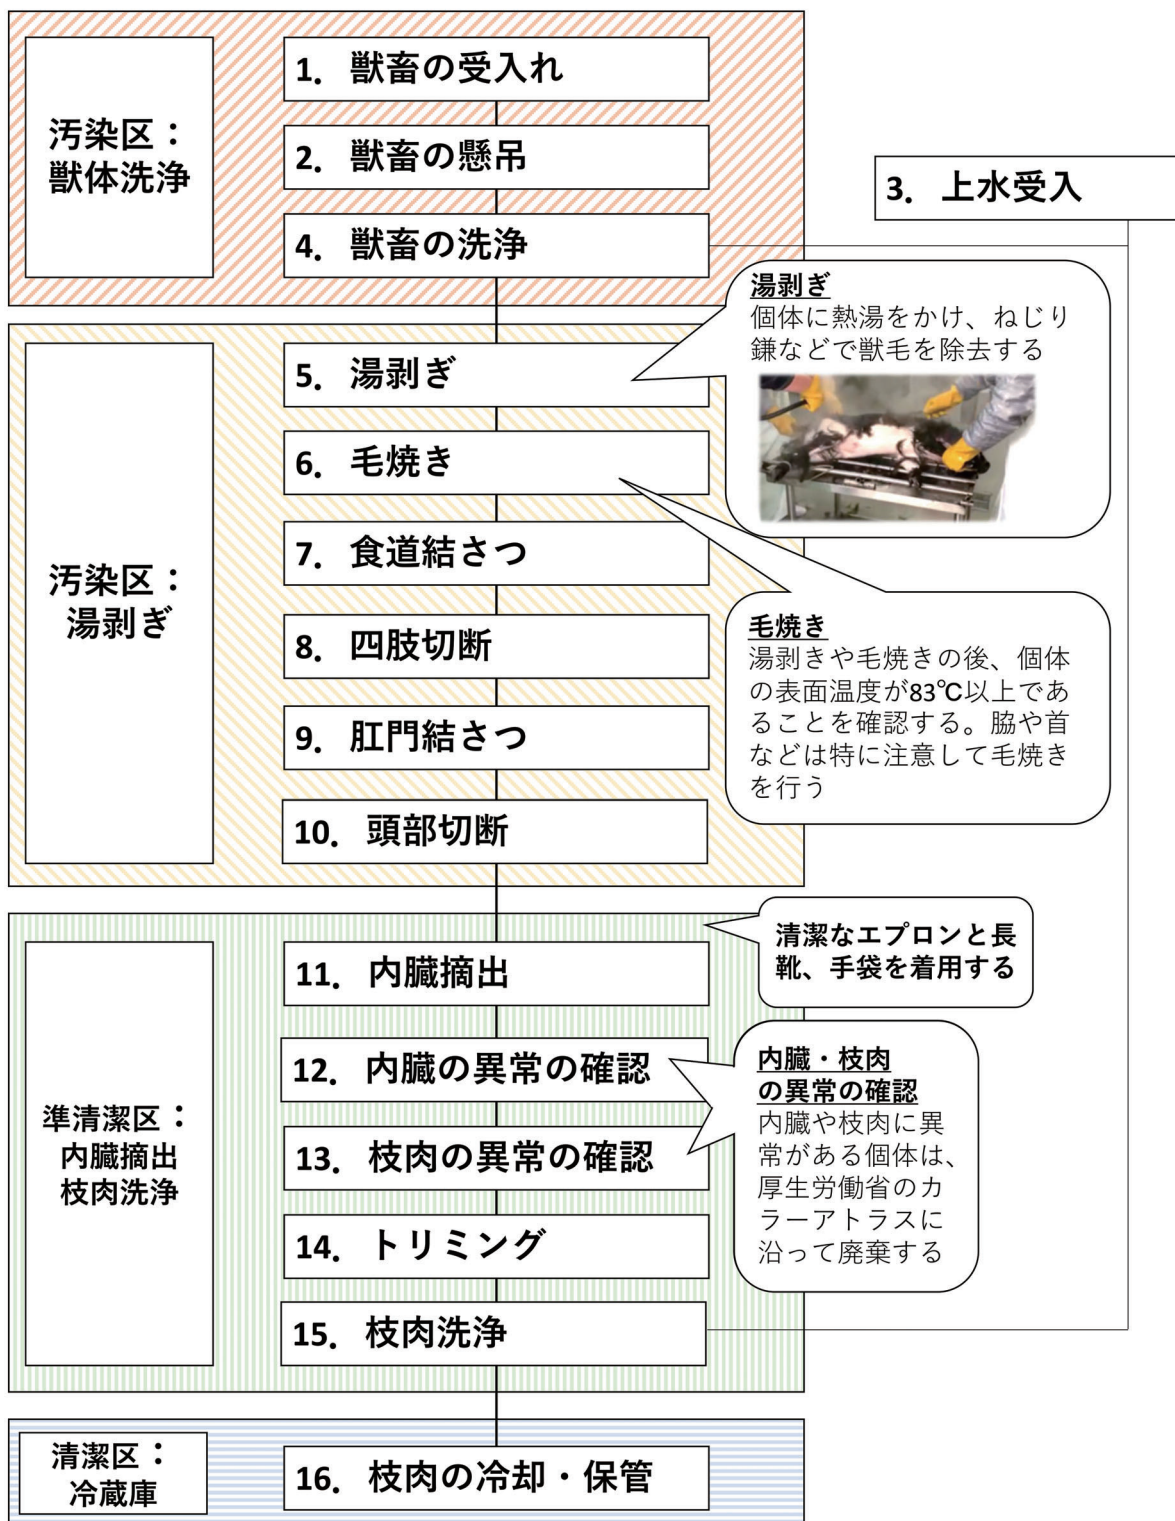 汚染区：
獣体洗浄
1. 獣畜の受入れ
2. 獣畜の懸吊
3. 上水受入
4. 獣畜の洗浄
湯剥ぎ
個体に熱湯をかけ、ねじり
鎌などで獣毛を除去する
汚染区：
湯剥ぎ
5. 湯剥ぎ
6. 毛焼き
7. 食道結さつ
8. 四肢切断
9. 肛門結さつ
10. 頭部切断
毛焼き
湯剥きや毛焼きの後、個体
の表面温度が83℃以上であ
ることを確認する。脇や首
などは特に注意して毛焼き
を行う
清潔なエプロンと長
靴、手袋を着用する
準清潔区：
内臓摘出
枝肉洗浄
11. 内臓摘出
12. 内臓の異常の確認
13. 枝肉の異常の確認
14. トリミング
15. 枝肉洗浄
内臓・枝肉
の異常の確認
内臓や枝肉に異
常がある個体は、
厚生労働省のカ
ラーアトラスに
沿って廃棄する
清潔区：
冷蔵庫
16. 枝肉の冷却・保管